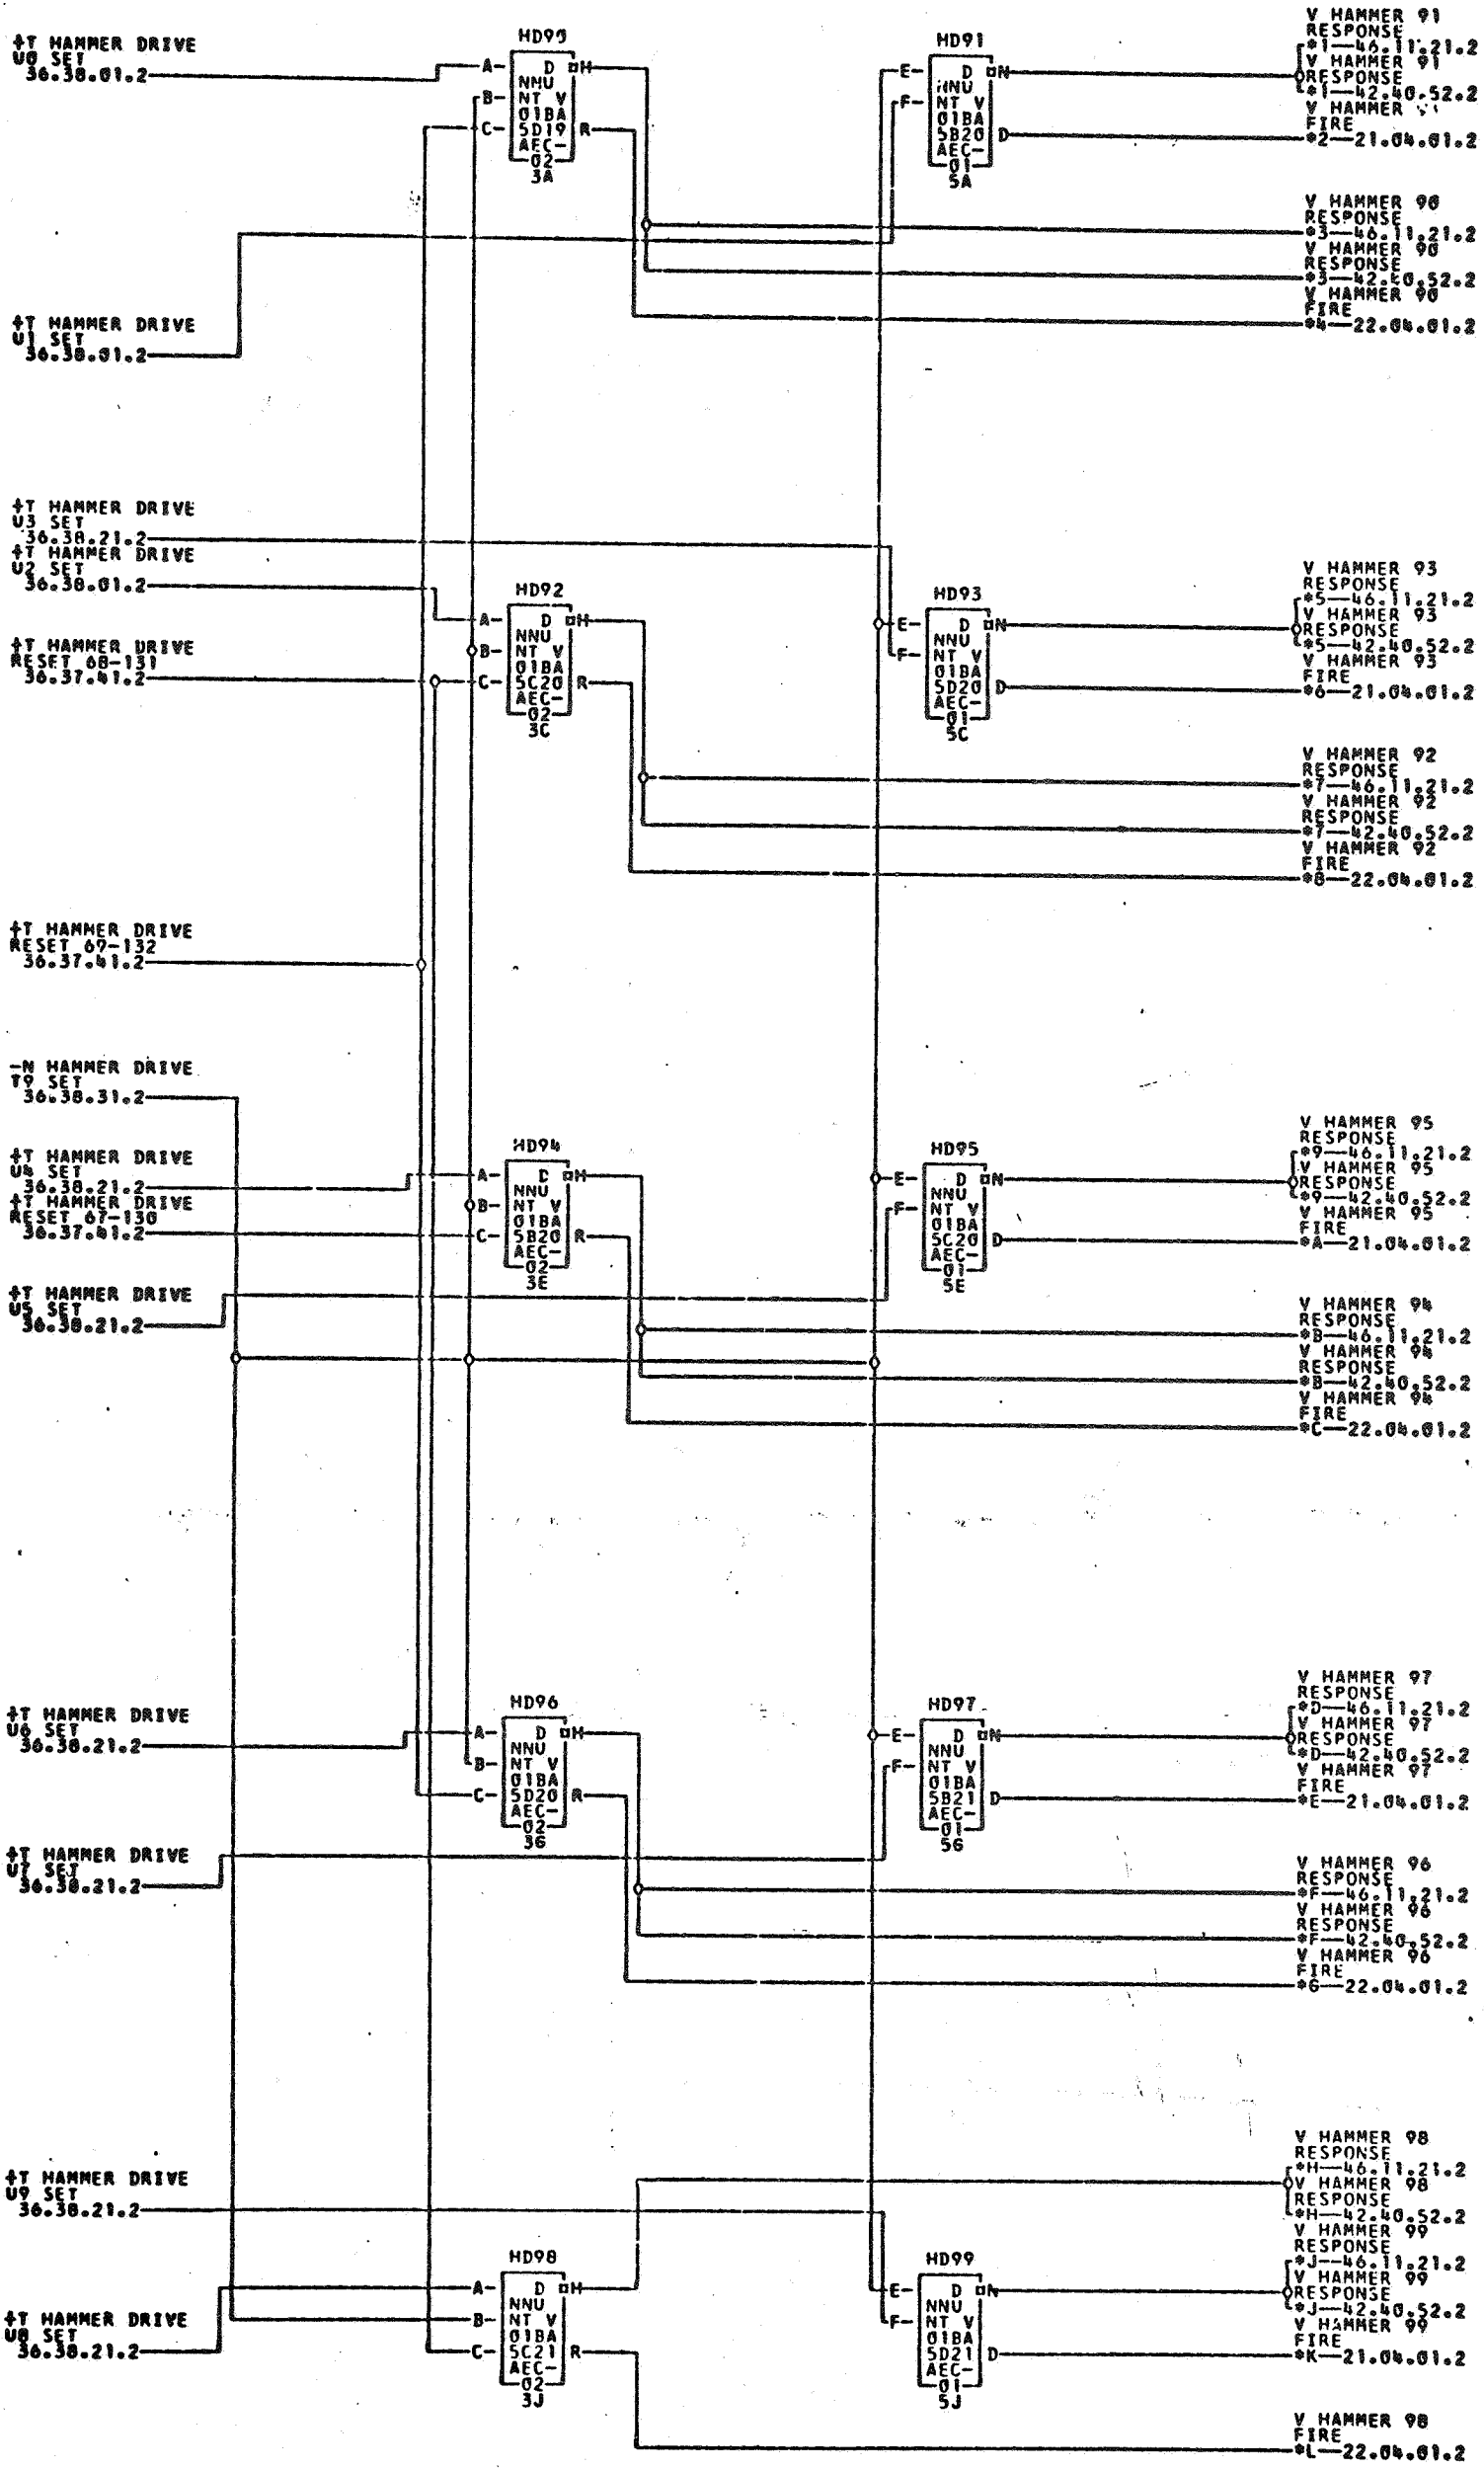 +T HAMMER DRIVE
U0 SET
36.38.01.2
+T HAMMER DRIVE
U1 SET
36.38.01.2
+T HAMMER DRIVE
U3 SET
36.38.21.2
+T HAMMER DRIVE
U2 SET
36.38.01.2
+T HAMMER DRIVE
RESET 68-131
36.37.41.2
+T HAMMER DRIVE
RESET 69-132
36.37.41.2
-N HAMMER DRIVE
T9 SET
36.38.31.2
+T HAMMER DRIVE
U4 SET
36.38.21.2
+T HAMMER DRIVE
RESET 67-130
36.37.41.2
+T HAMMER DRIVE
U5 SET
36.38.21.2
+T HAMMER DRIVE
U6 SET
36.38.21.2
+T HAMMER DRIVE
U7 SET
36.38.21.2
+T HAMMER DRIVE
U9 SET
36.38.21.2
+T HAMMER DRIVE
U8 SET
36.38.21.2
HD90
A- D H
NNU
B- NT V
01BA
C- 5D19 R
AEC-
02
3A
HD92
A- D H
NNU
B- NT V
01BA
C- 5C20 R
AEC-
02
3C
HD94
A- D H
NNU
B- NT V
01BA
C- 5B20 R
AEC-
02
3E
HD96
A- D H
NNU
B- NT V
01BA
C- 5D20 R
AEC-
02
3G
HD98
A- D H
NNU
B- NT V
01BA
C- 5C21 R
AEC-
02
3J
HD91
E- D N
NNU
F- NT V
01BA
5B20 D
AEC-
01
5A
HD93
E- D N
NNU
F- NT V
01BA
5D20 D
AEC-
01
5C
HD95
E- D N
NNU
F- NT V
01BA
5C20 D
AEC-
01
5E
HD97
E- D N
NNU
F- NT V
01BA
5B21 D
AEC-
01
5G
HD99
E- D N
NNU
F- NT V
01BA
5D21 D
AEC-
01
5J
V HAMMER 91
RESPONSE
*1—46.11.21.2
V HAMMER 91
RESPONSE
*1—42.40.52.2
V HAMMER
FIRE
*2—21.04.01.2
V HAMMER 90
RESPONSE
*3—46.11.21.2
V HAMMER 90
RESPONSE
*3—42.40.52.2
V HAMMER 90
FIRE
*4—22.04.01.2
V HAMMER 93
RESPONSE
*5—46.11.21.2
V HAMMER 93
RESPONSE
*5—42.40.52.2
V HAMMER 93
FIRE
*6—21.04.01.2
V HAMMER 92
RESPONSE
*7—46.11.21.2
V HAMMER 92
RESPONSE
*7—42.40.52.2
V HAMMER 92
FIRE
*8—22.04.01.2
V HAMMER 95
RESPONSE
*9—46.11.21.2
V HAMMER 95
RESPONSE
*9—42.40.52.2
V HAMMER 95
FIRE
*A—21.04.01.2
V HAMMER 94
RESPONSE
*B—46.11.21.2
V HAMMER 94
RESPONSE
*B—42.40.52.2
V HAMMER 94
FIRE
*C—22.04.01.2
V HAMMER 97
RESPONSE
*D—46.11.21.2
V HAMMER 97
RESPONSE
*D—42.40.52.2
V HAMMER 97
FIRE
*E—21.04.01.2
V HAMMER 96
RESPONSE
*F—46.11.21.2
V HAMMER 96
RESPONSE
*F—42.40.52.2
V HAMMER 96
FIRE
*G—22.04.01.2
V HAMMER 98
RESPONSE
*H—46.11.21.2
V HAMMER 98
RESPONSE
*H—42.40.52.2
V HAMMER 99
RESPONSE
*J—46.11.21.2
V HAMMER 99
RESPONSE
*J—42.40.52.2
V HAMMER 99
FIRE
*K—21.04.01.2
V HAMMER 98
FIRE
*L—22.04.01.2